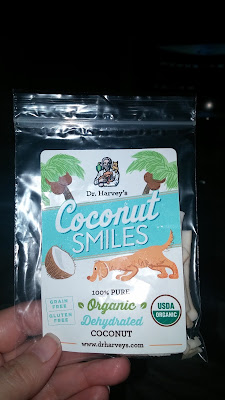 Dr. Harvey's
Coconut
SMILES
GRAIN
FREE
GLUTEN
FREE
100% PURE
Organic
Dehydrated
COCONUT
www.drharveys.com
USDA
ORGANIC